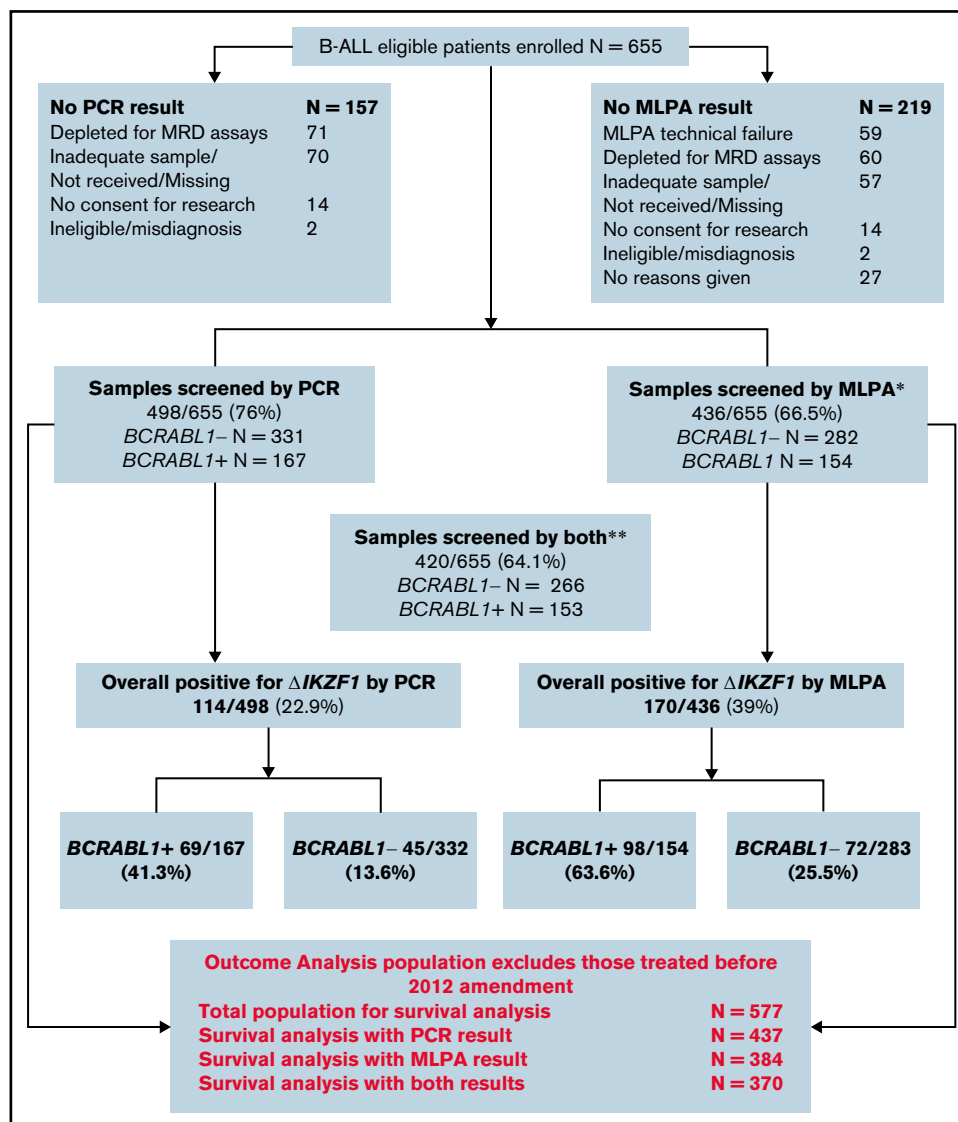 B-ALL eligible patients enrolled N = 655
No PCR result N = 157
Depleted for MRD assays 71
Inadequate sample/ 70
Not received/Missing
No consent for research 14
Ineligible/misdiagnosis 2
No MLPA result N = 219
MLPA technical failure 59
Depleted for MRD assays 60
Inadequate sample/ 57
Not received/Missing
No consent for research 14
Ineligible/misdiagnosis 2
No reasons given 27
Samples screened by PCR
498/655 (76%)
BCRABL1– N = 331
BCRABL1+ N = 167
Samples screened by MLPA*
436/655 (66.5%)
BCRABL1– N = 282
BCRABL1 N = 154
Samples screened by both**
420/655 (64.1%)
BCRABL1– N = 266
BCRABL1+ N = 153
Overall positive for ΔIKZF1 by PCR
114/498 (22.9%)
Overall positive for ΔIKZF1 by MLPA
170/436 (39%)
BCRABL1+ 69/167
(41.3%)
BCRABL1– 45/332
(13.6%)
BCRABL1+ 98/154
(63.6%)
BCRABL1– 72/283
(25.5%)
Outcome Analysis population excludes those treated before
2012 amendment
Total population for survival analysis N = 577
Survival analysis with PCR result N = 437
Survival analysis with MLPA result N = 384
Survival analysis with both results N = 370